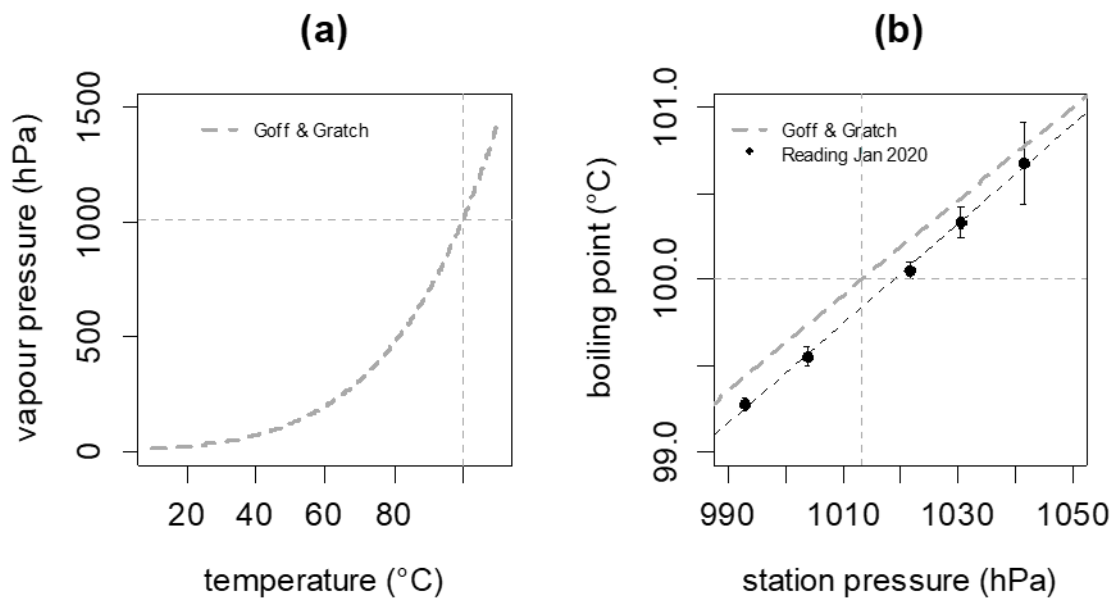 (a)
vapour pressure (hPa)
1500
1000
500
0
Goff & Gratch
20 40 60 80
temperature (°C)
(b)
boiling point (°C)
101.0
100.0
99.0
Goff & Gratch
Reading Jan 2020
990 1010 1030 1050
station pressure (hPa)